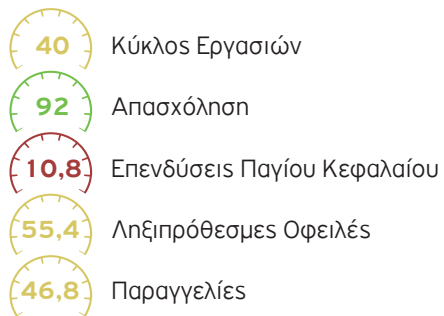 40 Κύκλος Εργασιών
92 Απασχόληση
10,8 Επενδύσεις Παγίου Κεφαλαίου
55,4 Ληξιπρόθεσμες Οφειλές
46,8 Παραγγελίες